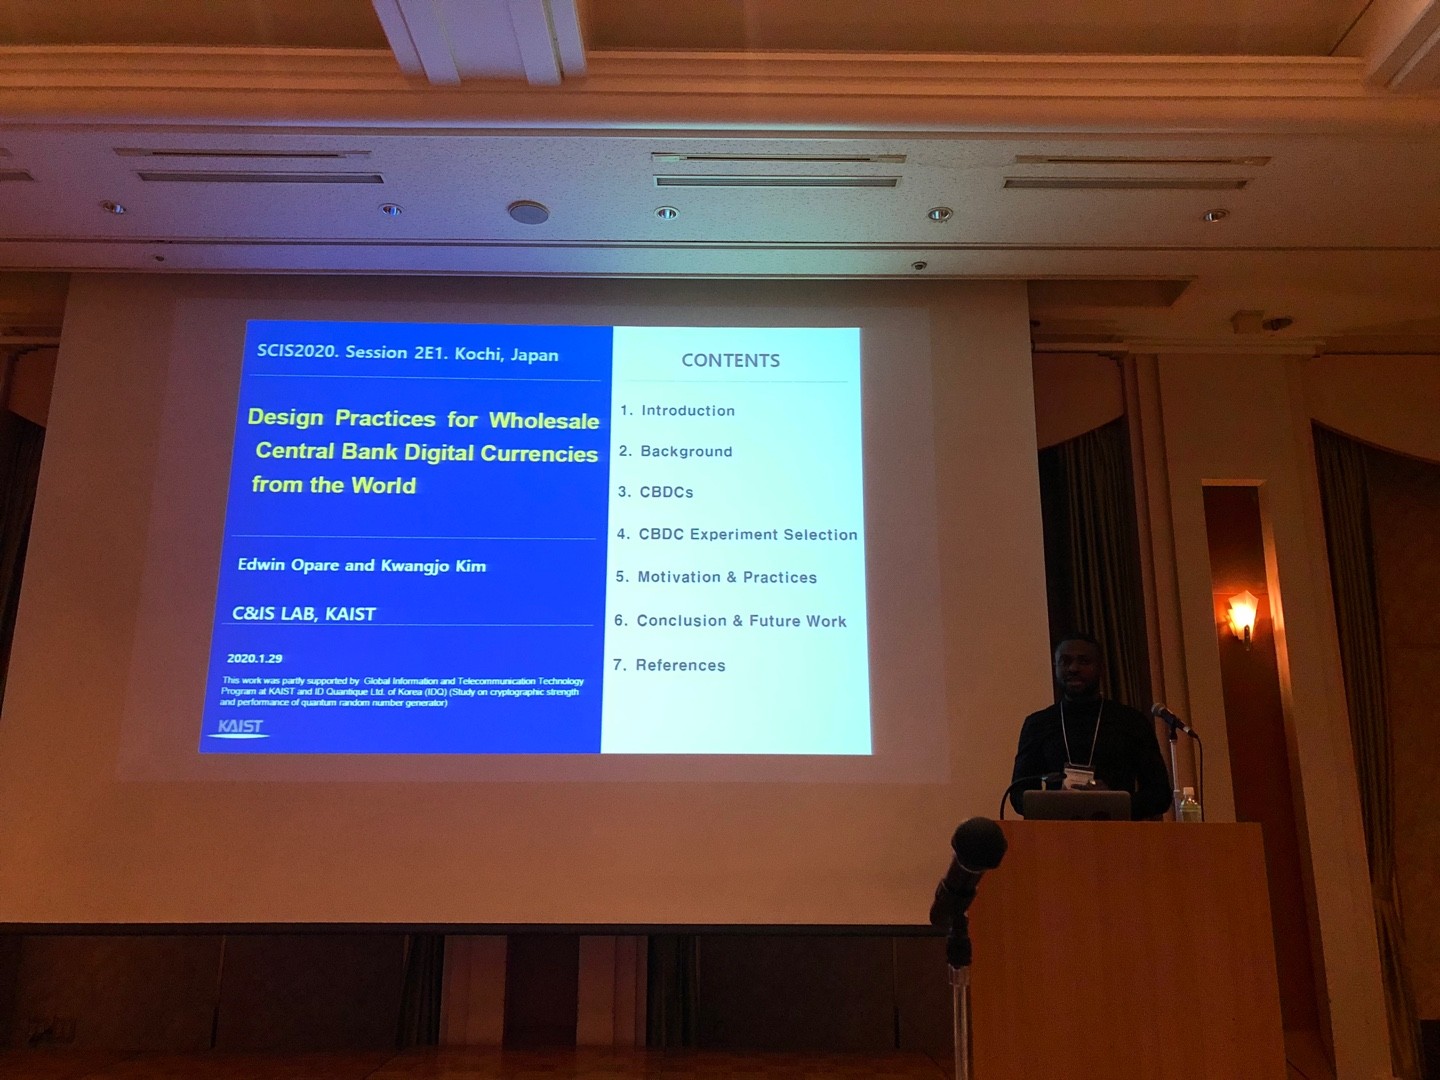 SCIS2020. Session 2E1. Kochi, Japan
Design Practices for Wholesale
Central Bank Digital Currencies
from the World
Edwin Opare and Kwangjo Kim
C&IS LAB, KAIST
2020.1.29
This work was partly supported by Global Information and Telecommunication Technology
Program at KAIST and ID Quantique Ltd. of Korea (IDQ) (Study on cryptographic strength
and performance of quantum random number generator)
KAIST
CONTENTS
1. Introduction
2. Background
3. CBDCs
4. CBDC Experiment Selection
5. Motivation & Practices
6. Conclusion & Future Work
7. References